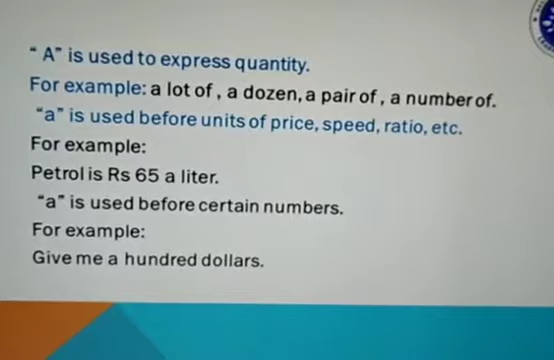 " A" is used to express quantity.
For example: a lot of , a dozen, a pair of , a number of.
"a" is used before units of price, speed, ratio, etc.
For example:
Petrol is Rs 65 a liter.
"a" is used before certain numbers.
For example:
Give me a hundred dollars.